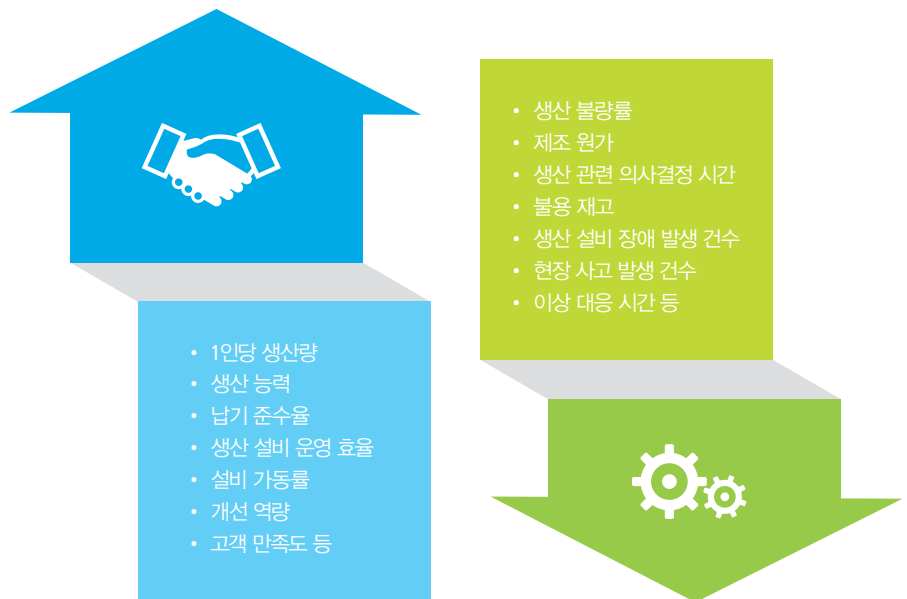 • 1인당 생산량
• 생산 능력
• 납기 준수율
• 생산 설비 운영 효율
• 설비 가동률
• 개선 역량
• 고객 만족도 등
• 생산 불량률
• 제조 원가
• 생산 관련 의사결정 시간
• 불용 재고
• 생산 설비 장애 발생 건수
• 현장 사고 발생 건수
• 이상 대응 시간 등